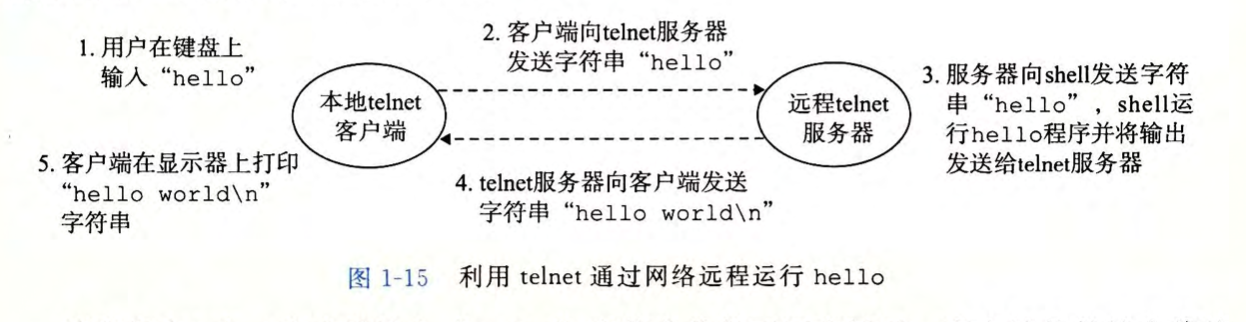 1. 用户在键盘上
输入“hello”
2. 客户端向telnet服务器
发送字符串“hello”
本地telnet
客户端
远程telnet
服务器
3. 服务器向shell发送字符
串“hello”，shell运
行hello程序并将输出
发送给telnet服务器
4. telnet服务器向客户端发送
字符串“hello world\n”
5. 客户端在显示器上打印
“hello world\n”
字符串
图 1-15 利用 telnet 通过网络远程运行 hello